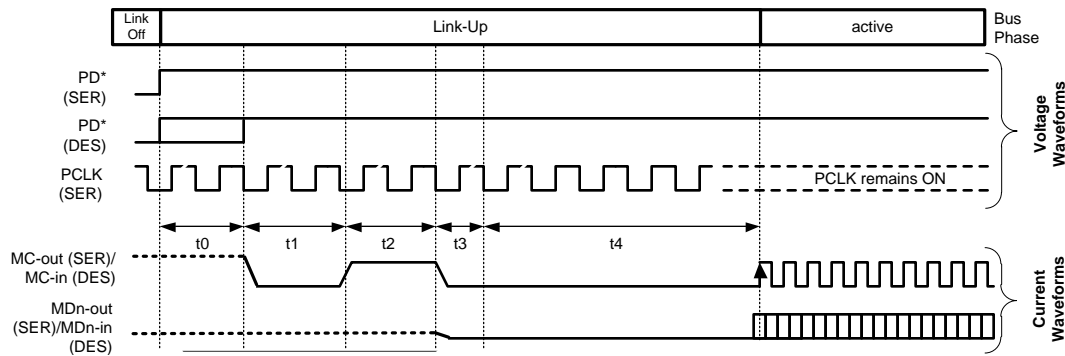 Link
Off
Link-Up
active
Bus
Phase
PD*
(SER)
PD*
(DES)
PCLK
(SER)
PCLK remains ON
Voltage
Waveforms
t0
t1
t2
t3
t4
MC-out (SER)/
MC-in (DES)
MDn-out
(SER)/MDn-in
(DES)
Current
Waveforms